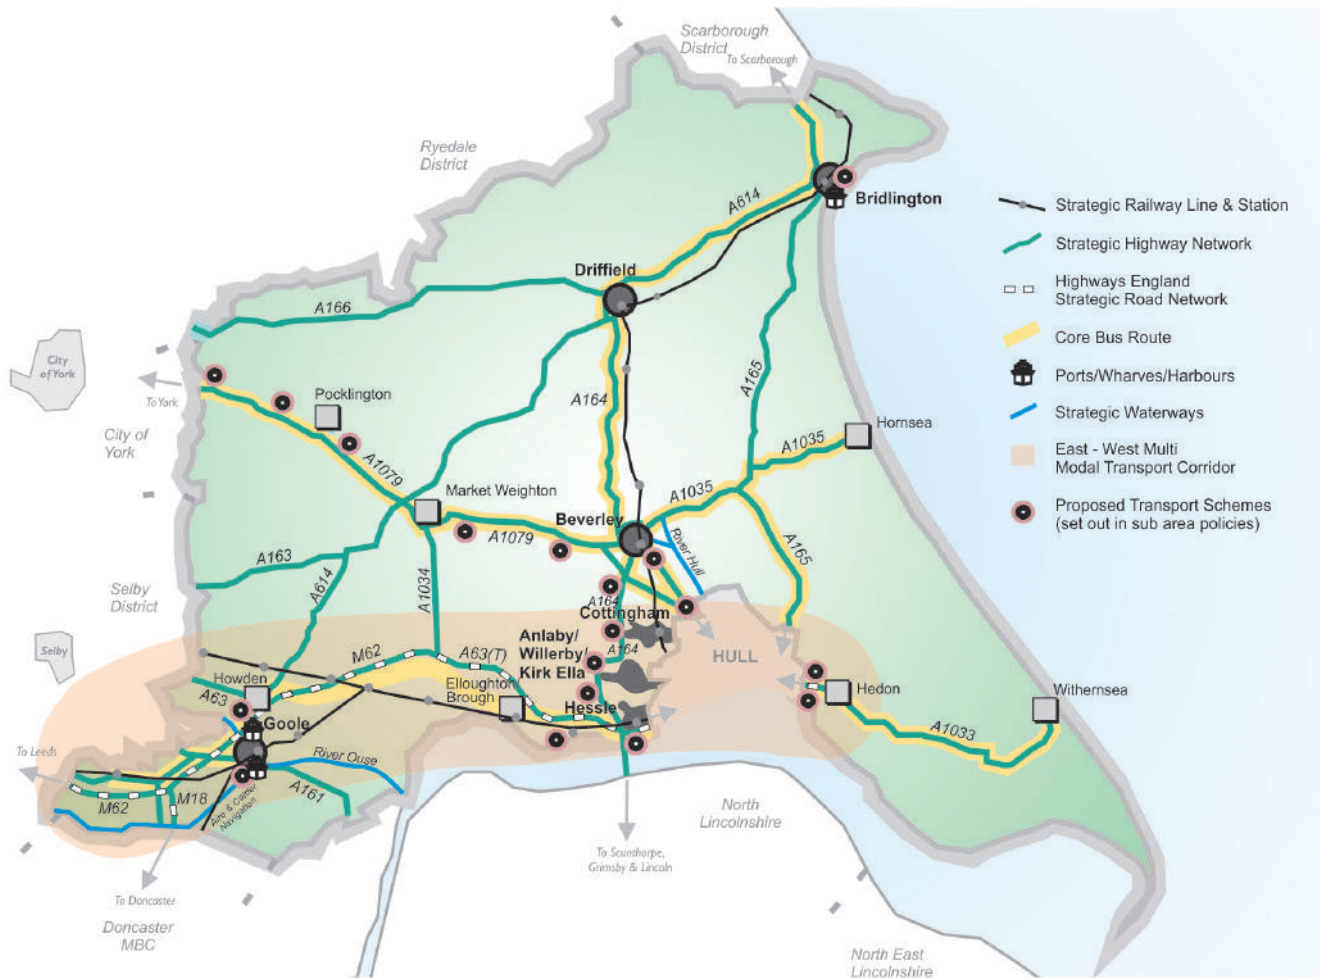 Scarborough
District
To Scarborough
Ryedale
District
A614
Bridlington
Driffield
A166
City
of York
To York
Pocklington
City of
York
A164
A165
Hornsea
A1035
A1079
Market Weighton
A1035
Beverley
A1079
River Hull
A165
A163
A614
A1034
Selby
District
A164
Cottingham
Anlaby/
Willerby/
Kirk Ella
A164
HULL
Selby
M62
A63(T)
Howden
A63
Elloughton
Brough
Hessle
Hedon
Withernsea
Goole
A1033
To Leeds
River Ouse
M62
M18
A161
Aire & Calder
Navigation
North
Lincolnshire
To Scunthorpe,
Grimsby & Lincoln
To Doncaster
Doncaster
MBC
North East
Lincolnshire
Strategic Railway Line & Station
Strategic Highway Network
Highways England
Strategic Road Network
Core Bus Route
Ports/Wharves/Harbours
Strategic Waterways
East - West Multi
Modal Transport Corridor
Proposed Transport Schemes
(set out in sub area policies)